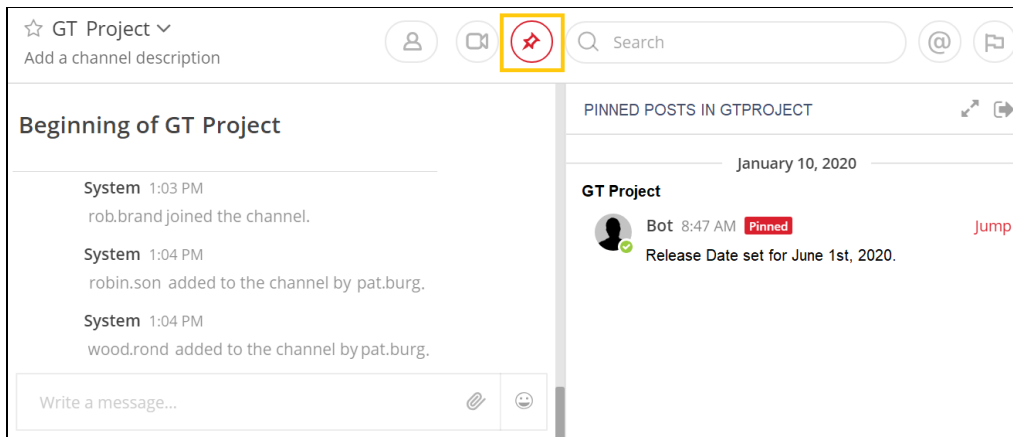 GT Project
Add a channel description
Search
@
Beginning of GT Project
System 1:03 PM
rob.brand joined the channel.
System 1:04 PM
robin.son added to the channel by pat.burg.
System 1:04 PM
wood.rond added to the channel by pat.burg.
Write a message...
PINNED POSTS IN GTPROJECT
January 10, 2020
GT Project
Bot 8:47 AM Pinned
Jump
Release Date set for June 1st, 2020.